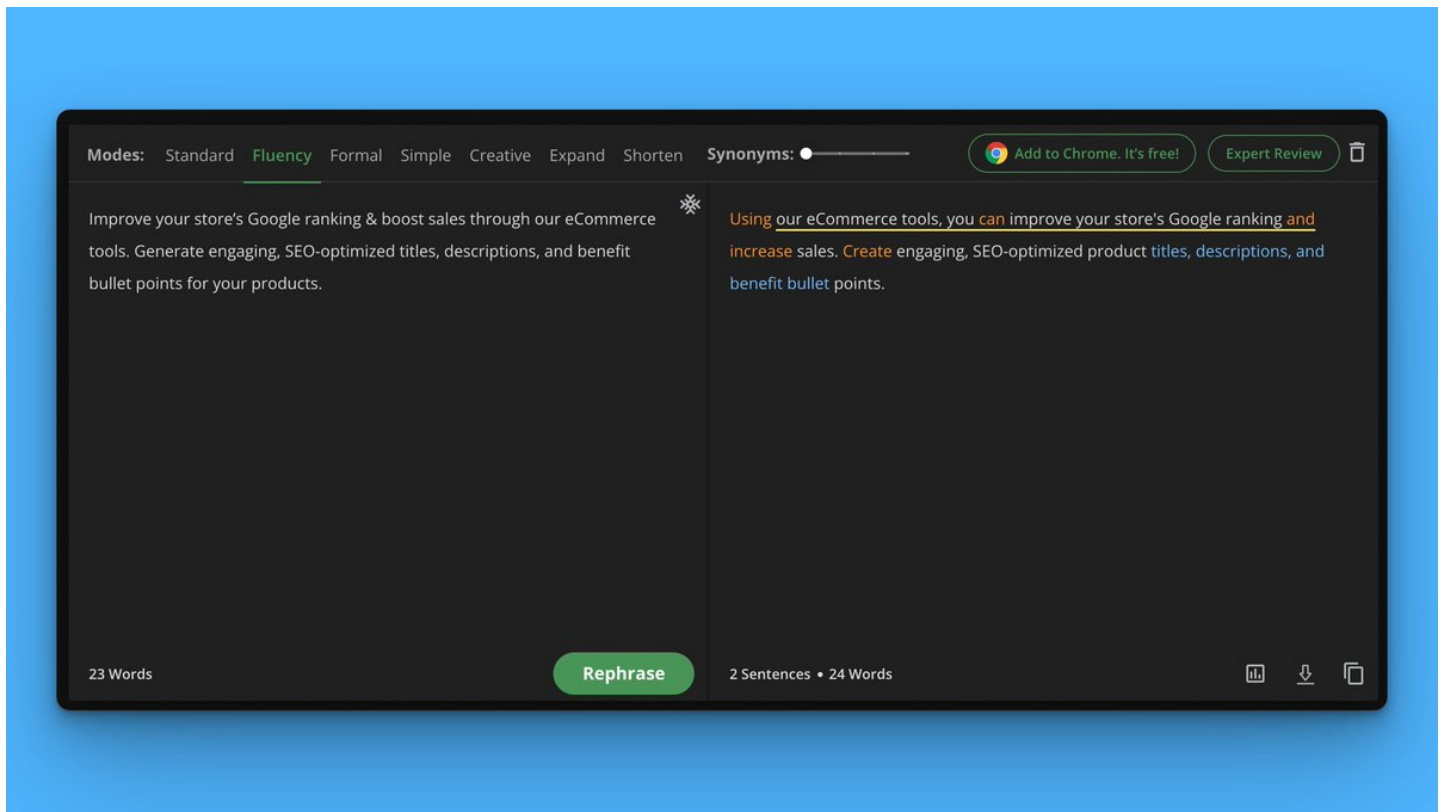 Modes: Standard Fluency Formal Simple Creative Expand Shorten Synonyms: Add to Chrome. It's free! Expert Review
Improve your store's Google ranking & boost sales through our eCommerce
tools. Generate engaging, SEO-optimized titles, descriptions, and benefit
bullet points for your products.
Using our eCommerce tools, you can improve your store's Google ranking and
increase sales. Create engaging, SEO-optimized product titles, descriptions, and
benefit bullet points.
23 Words Rephrase
2 Sentences • 24 Words